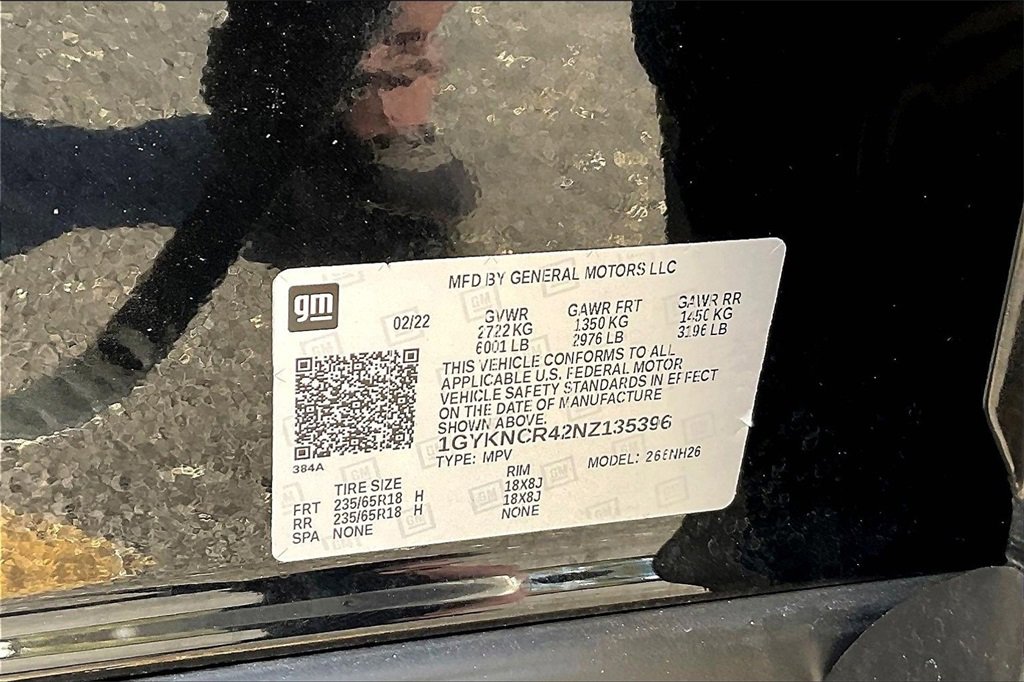 MFD BY GENERAL MOTORS LLC
gm
02/22
GVWR GAWR FRT GAWR RR
2722 KG 1350 KG 1450 KG
6001 LB 2976 LB 3196 LB
THIS VEHICLE CONFORMS TO ALL
APPLICABLE U.S. FEDERAL MOTOR
VEHICLE SAFETY STANDARDS IN EFFECT
ON THE DATE OF MANUFACTURE
SHOWN ABOVE.
1GYKNCR42NZ135396
384A
TYPE: MPV MODEL: 266NH26
TIRE SIZE RIM
FRT 235/65R18 H 18X8J
RR 235/65R18 H 18X8J
SPA NONE NONE